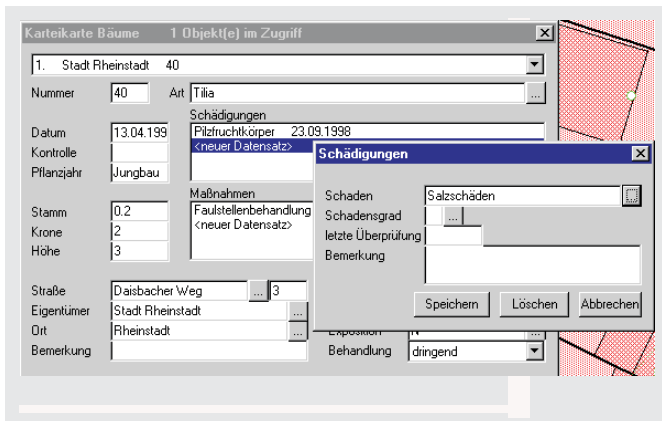 Karteikarte Bäume 1 Objekt(e) im Zugriff
1. Stadt Rheinstadt 40
Nummer 40 Art Tilia ...
Schädigungen
Datum 13.04.199 Pilzfruchtkörper 23.09.1998
Kontrolle <neuer Datensatz>
Pflanzjahr Jungbau
Maßnahmen
Stamm 0.2 Faulstellenbehandlung
Krone 2 <neuer Datensatz>
Höhe 3
Straße Daisbacher Weg ... 3
Eigentümer Stadt Rheinstadt ...
Ort Rheinstadt ... Exposition N ...
Bemerkung Behandlung dringend
Schädigungen
Schaden Salzschäden ...
Schadensgrad ...
letzte Überprüfung
Bemerkung
Speichern Löschen Abbrechen